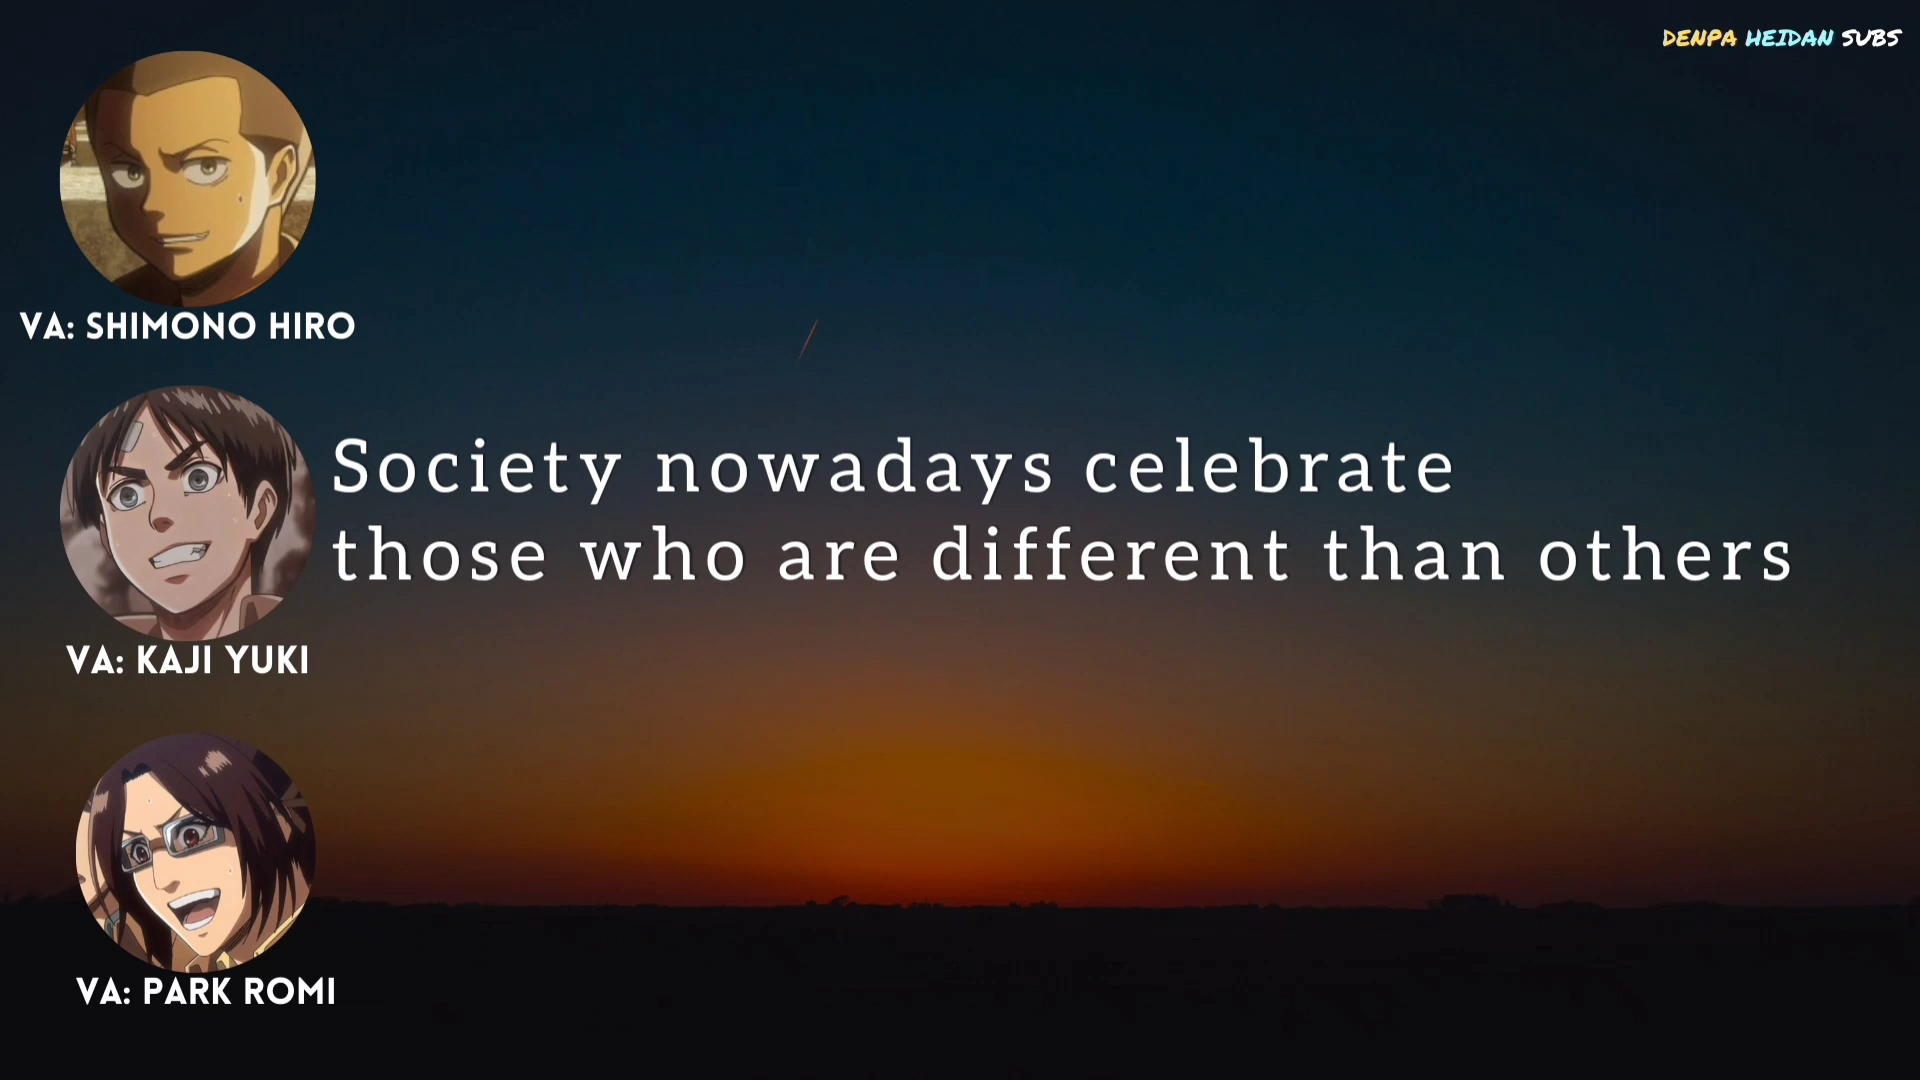 DENPA HEIDAN SUBS
VA: SHIMONO HIRO
Society nowadays celebrate
those who are different than others
VA: KAJI YUKI
VA: PARK ROMI